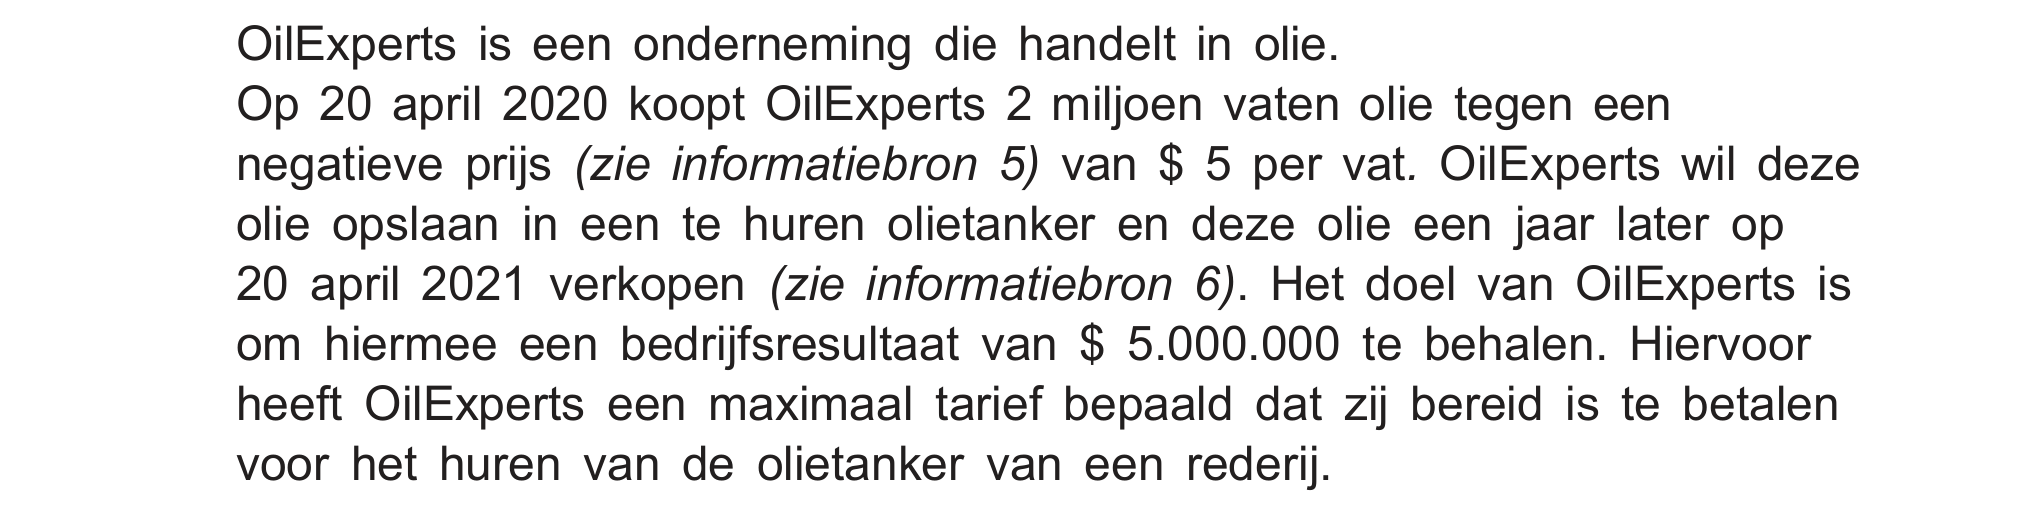 OilExperts is een onderneming die handelt in olie.
Op 20 april 2020 koopt OilExperts 2 miljoen vaten olie tegen een
negatieve prijs (zie informatiebron 5) van $ 5 per vat. OilExperts wil deze
olie opslaan in een te huren olietanker en deze olie een jaar later op
20 april 2021 verkopen (zie informatiebron 6). Het doel van OilExperts is
om hiermee een bedrijfsresultaat van $ 5.000.000 te behalen. Hiervoor
heeft OilExperts een maximaal tarief bepaald dat zij bereid is te betalen
voor het huren van de olietanker van een rederij.